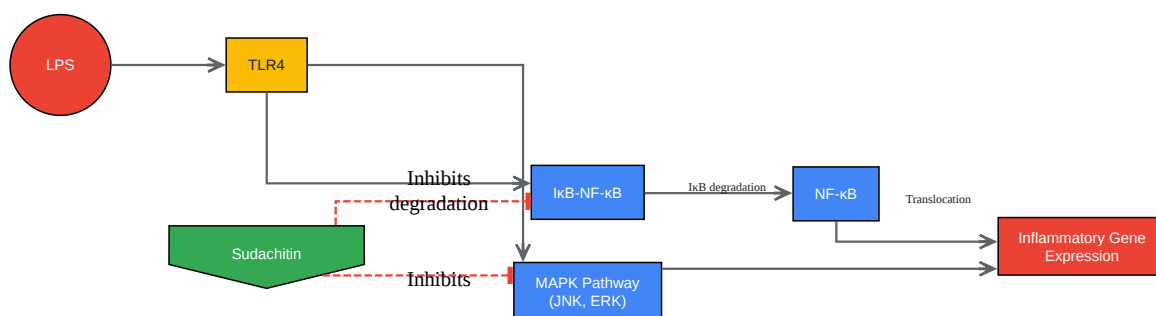 LPS
TLR4
Inhibits
degradation
IκB-NF-κB
IκB degradation
NF-κB
Translocation
Sudachitin
Inhibits
MAPK Pathway
(JNK, ERK)
Inflammatory Gene
Expression